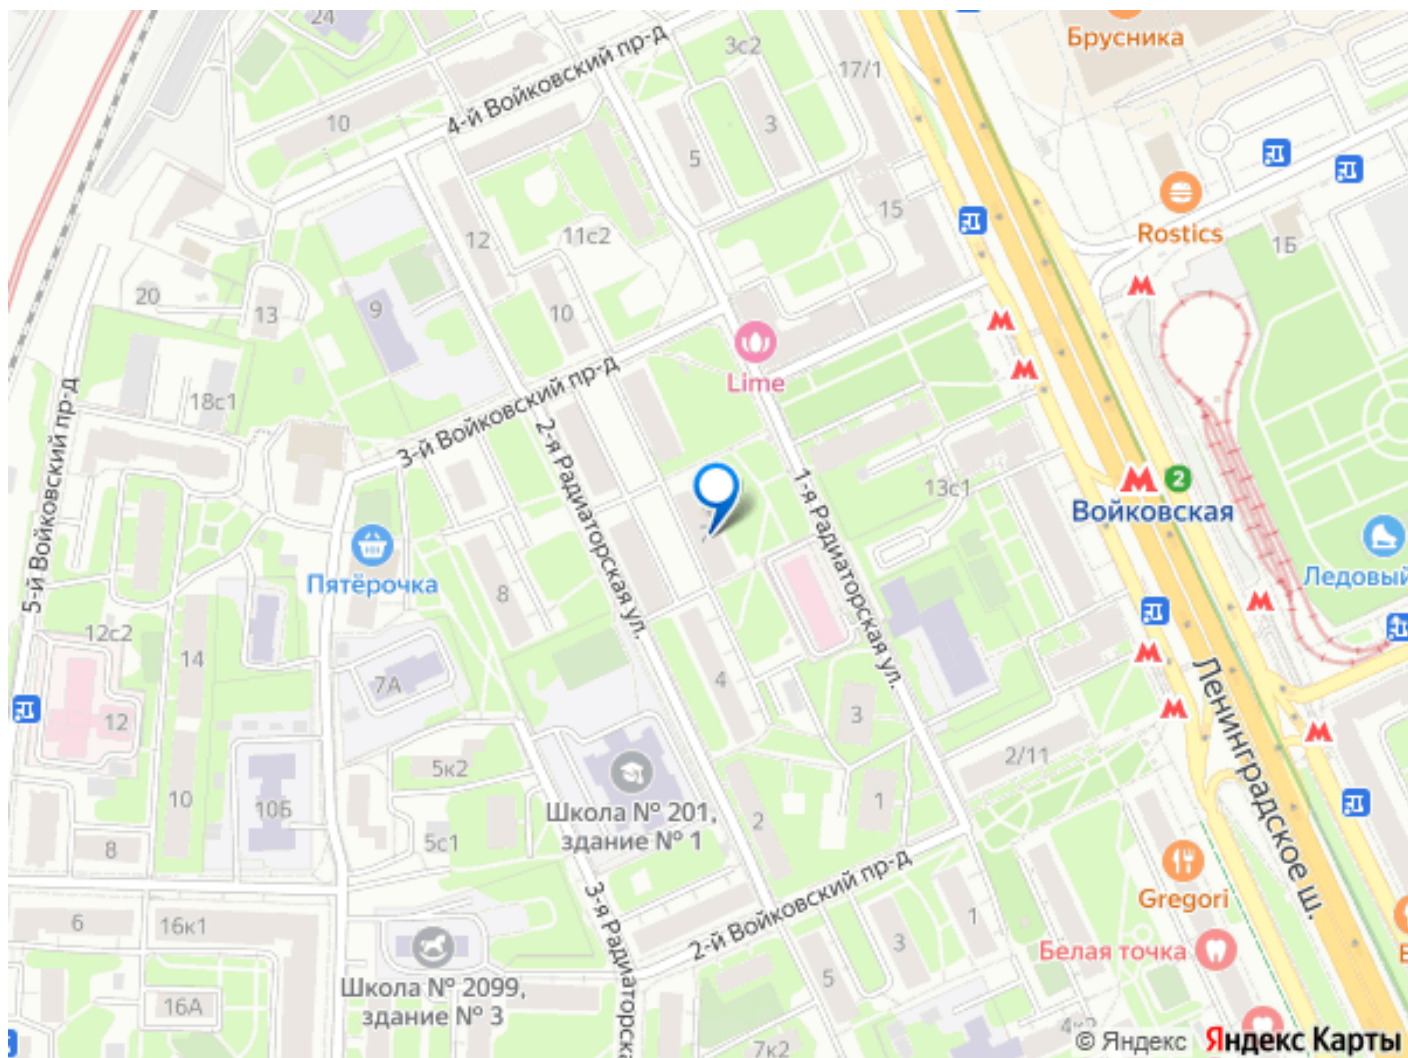 24
Брусника
3с2
17/1
4-й Войковский пр-д
10
3
5
15
Rostics
1Б
12
11с2
20
13
9
10
Lime
18с1
3-й Войковский пр-д
5-й Войковский пр-д
2-я Радиаторская ул.
1-я Радиаторская ул.
13с1
2
Войковская
Пятёрочка
Ледовый
8
12с2
14
7А
4
12
3
2/11
Ленинградское ш.
5к2
10
10Б
Школа № 201,
здание № 1
2
1
8
5с1
Gregori
2-й Войковский пр-д
3-я Радиаторска
6
16к1
1
3
Белая точка
5
Школа № 2099,
здание № 3
16А
7к2
4к2
© Яндекс Яндекс Карты